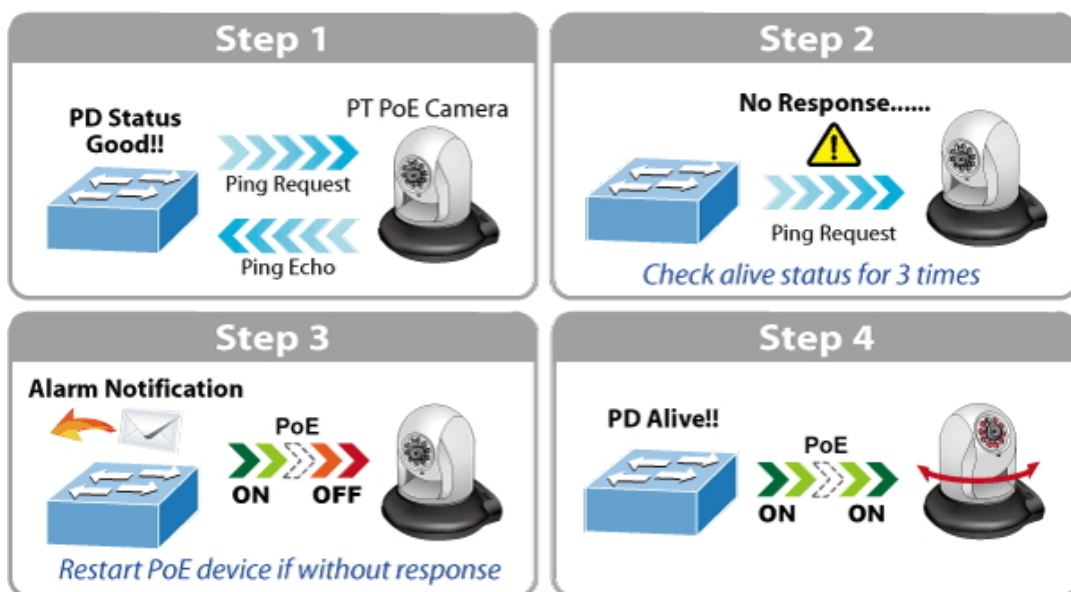 Step 1
PD Status
Good!!
PT PoE Camera
Ping Request
Ping Echo
Step 2
No Response......
Ping Request
Check alive status for 3 times
Step 3
Alarm Notification
PoE
ON OFF
Restart PoE device if without response
Step 4
PD Alive!!
PoE
ON ON